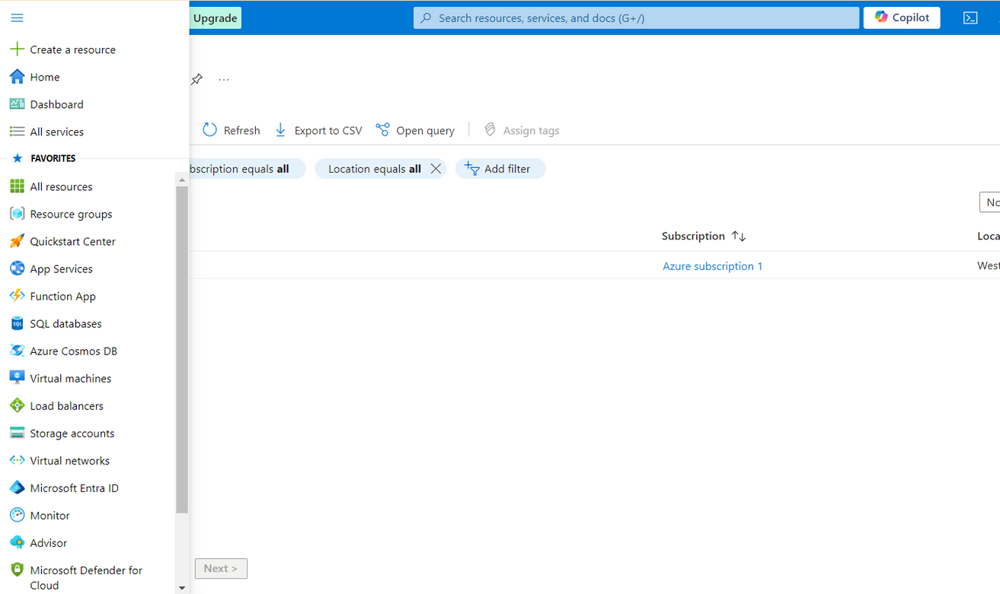 Upgrade
Search resources, services, and docs (G+/)
Copilot
Create a resource
Home
Dashboard
All services
FAVORITES
All resources
Resource groups
Quickstart Center
App Services
Function App
SQL databases
Azure Cosmos DB
Virtual machines
Load balancers
Storage accounts
Virtual networks
Microsoft Entra ID
Monitor
Advisor
Microsoft Defender for
Cloud
...
Refresh
Export to CSV
Open query
Assign tags
bscription equals all
Location equals all
Add filter
No
Subscription
Loca
Azure subscription 1
West
Next >